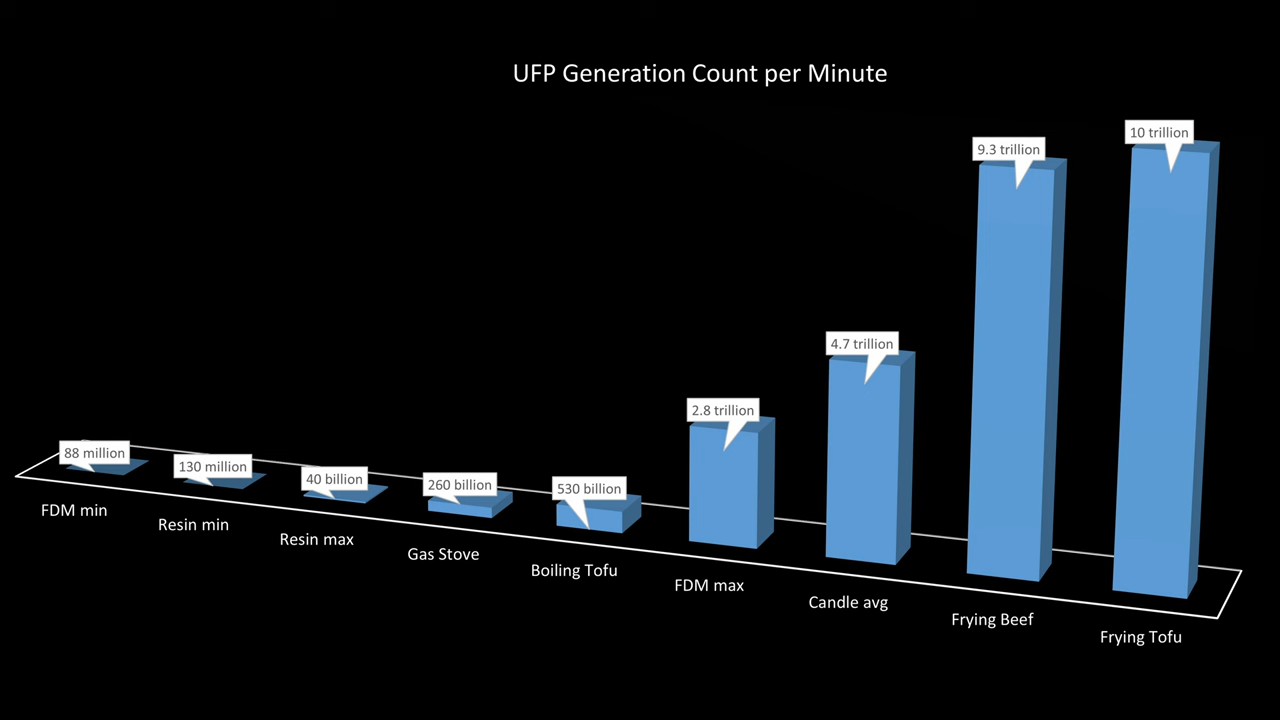 UFP Generation Count per Minute
88 million
130 million
40 billion
260 billion
530 billion
2.8 trillion
4.7 trillion
9.3 trillion
10 trillion
FDM min
Resin min
Resin max
Gas Stove
Boiling Tofu
FDM max
Candle avg
Frying Beef
Frying Tofu